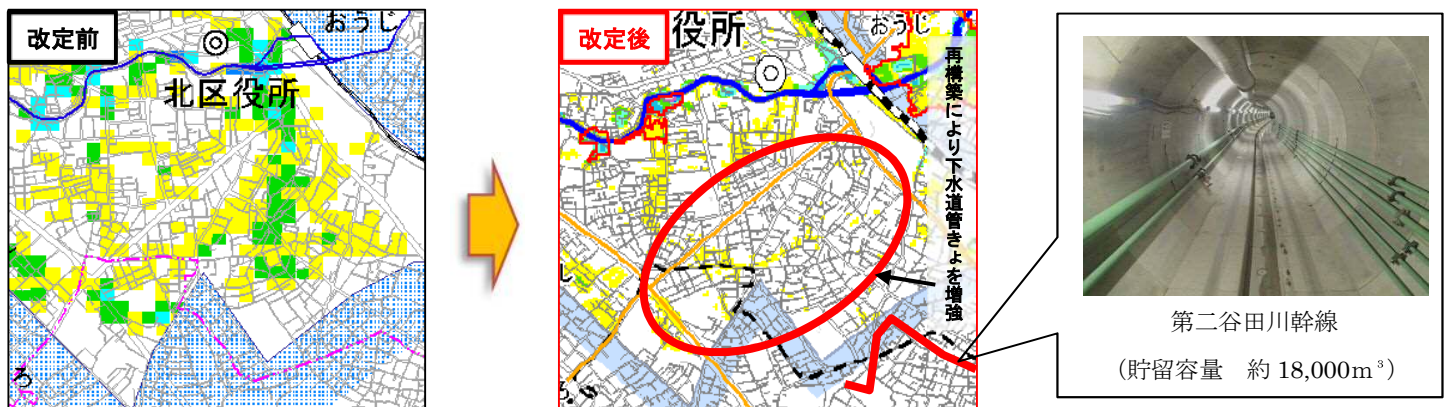 改定前
おうじ
北区役所
ろ
改定後
役所
おうじ
再構築により下水道管きょを増強
じ
第二谷田川幹線
（貯留容量　約 18,000m³）